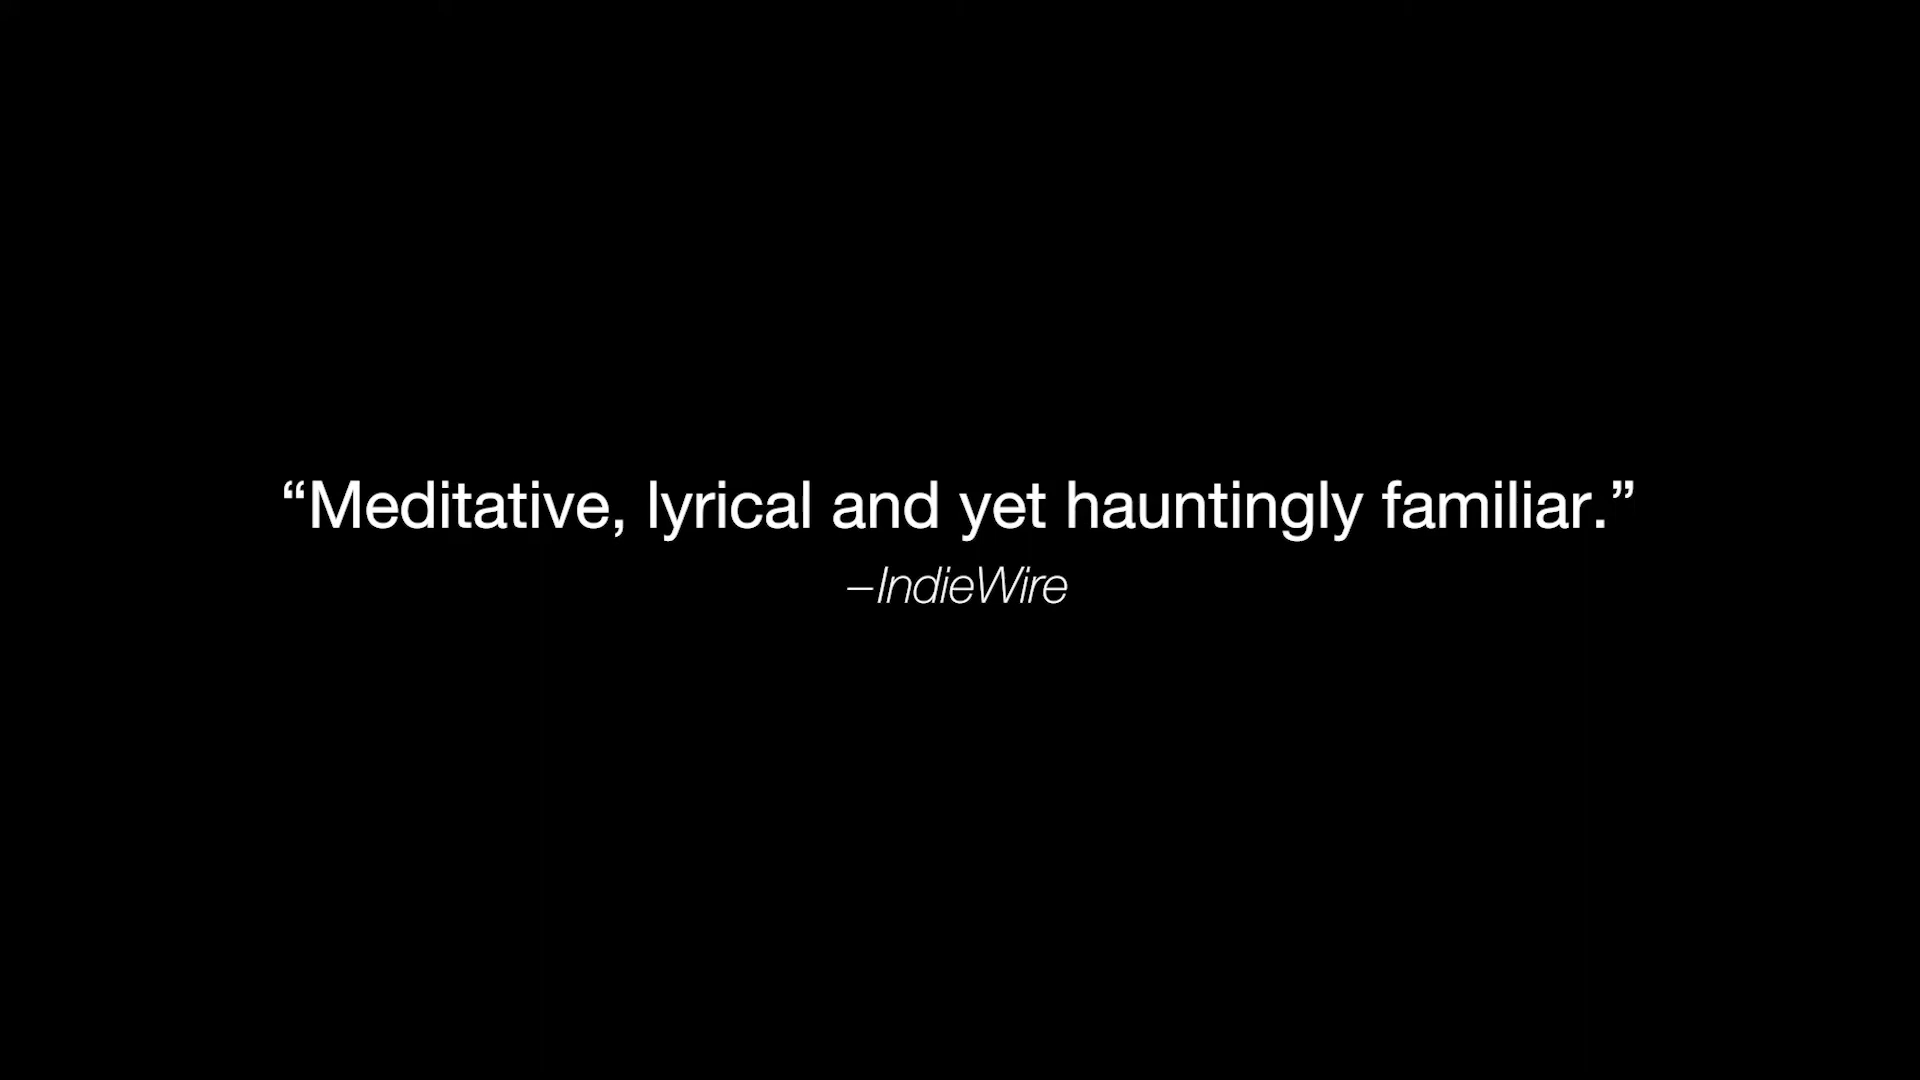 “Meditative, lyrical and yet hauntingly familiar.”
–IndieWire